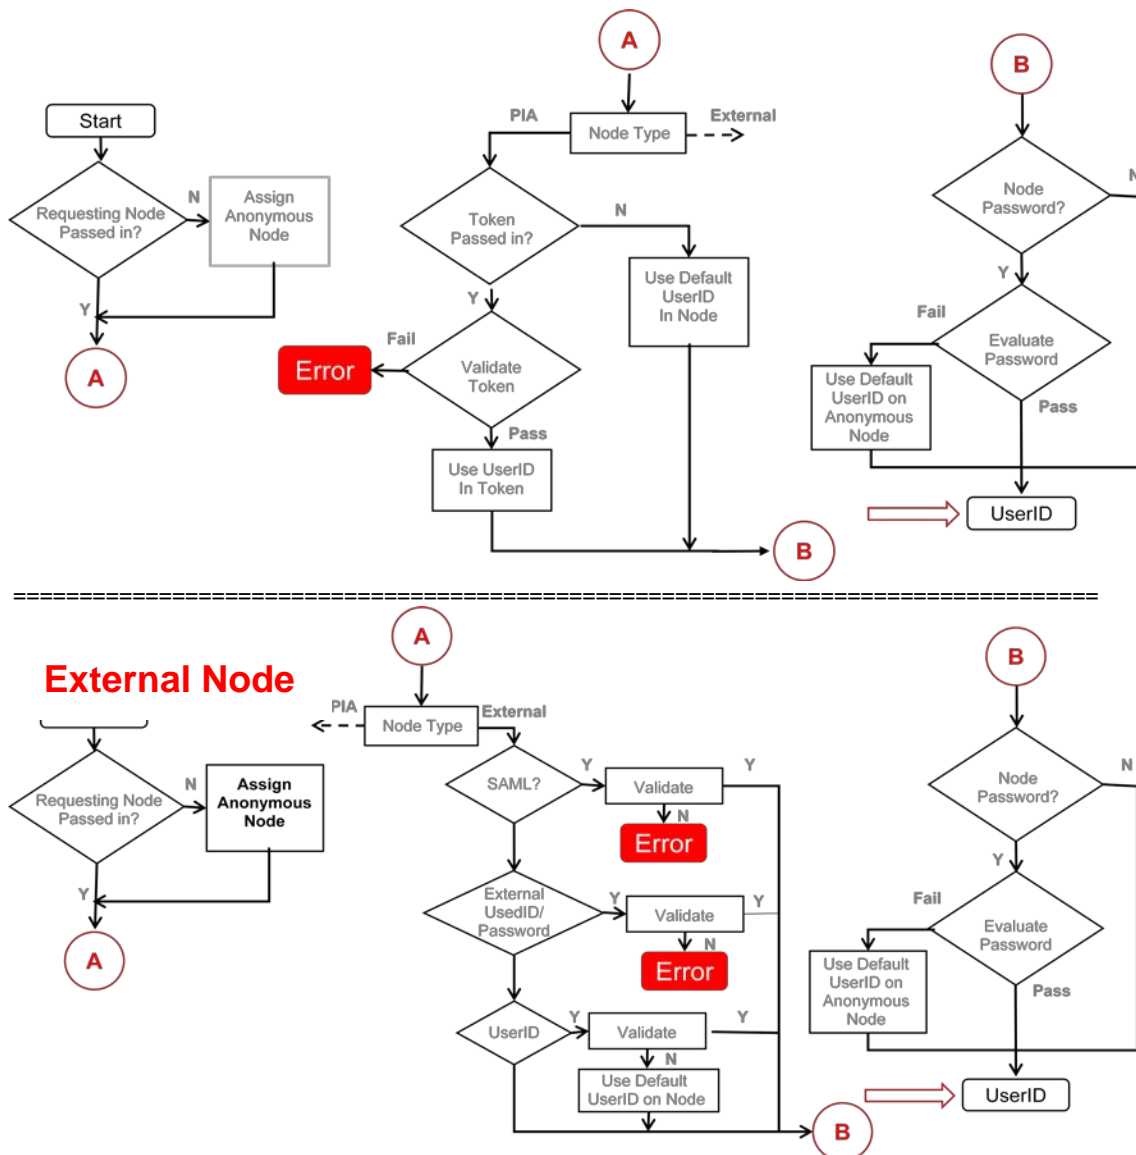 Start
Requesting Node
Passed in?
N
Assign
Anonymous
Node
Y
A
A
PIA
Node Type
External
Token
Passed in?
N
Use Default
UserID
In Node
Y
Fail
Error
Validate
Token
Pass
Use UserID
In Token
B
B
Node
Password?
N
Y
Fail
Evaluate
Password
Use Default
UserID on
Anonymous
Node
Pass
UserID
====================================================================================
External Node
Requesting Node
Passed in?
N
Assign
Anonymous
Node
Y
A
A
PIA
Node Type
External
SAML?
Y
Validate
Y
N
Error
External
UsedID/
Password
Y
Validate
Y
N
Error
UserID
Y
Validate
Y
N
Use Default
UserID on Node
B
B
Node
Password?
N
Y
Fail
Evaluate
Password
Use Default
UserID on
Anonymous
Node
Pass
UserID